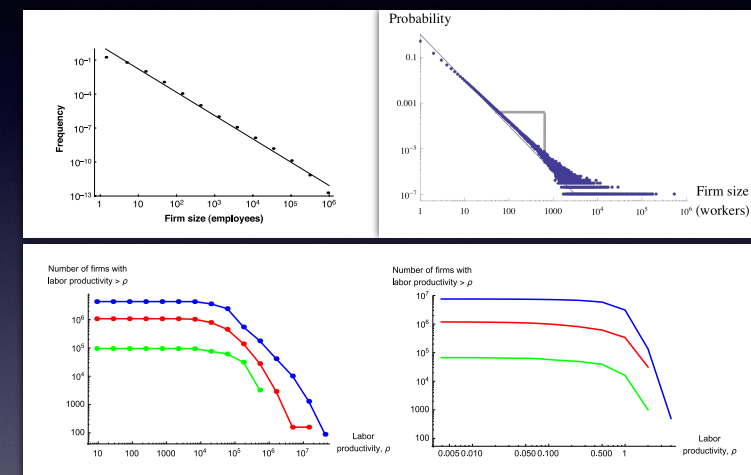 10⁻¹
10⁻⁴
10⁻⁷
10⁻¹⁰
10⁻¹³
Frequency
1 10 10² 10³ 10⁴ 10⁵ 10⁶
Firm size (employees)
Probability
0.1
0.001
10⁻⁵
10⁻⁷
1 10 100 1000 10⁴ 10⁵ 10⁶
Firm size
(workers)
Number of firms with
labor productivity > ρ
10⁶
10⁵
10⁴
1000
100
10 100 1000 10⁴ 10⁵ 10⁶ 10⁷
Labor
productivity, ρ
Number of firms with
labor productivity > ρ
10⁷
10⁶
10⁵
10⁴
1000
100
0.005 0.010 0.050 0.100 0.500 1
Labor
productivity, ρ